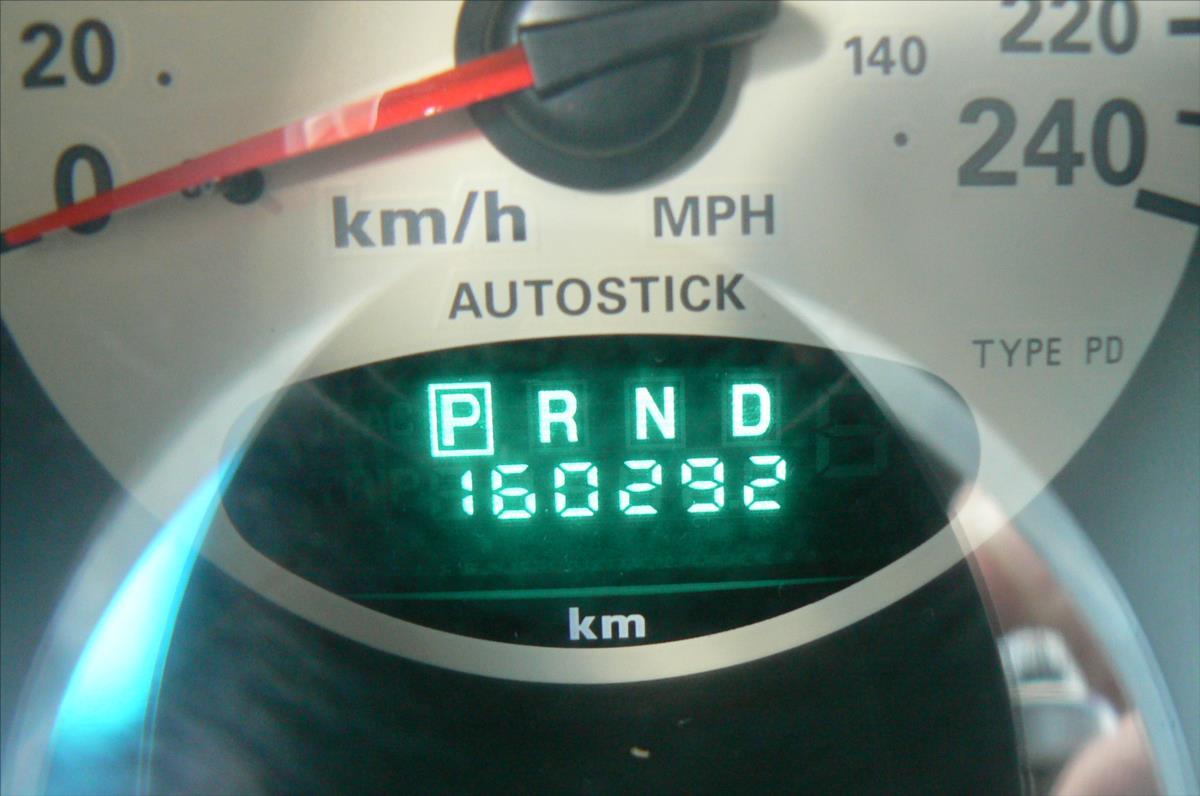 20
220
140
240
0
km/h MPH
AUTOSTICK
TYPE PD
P R N D
160292
km